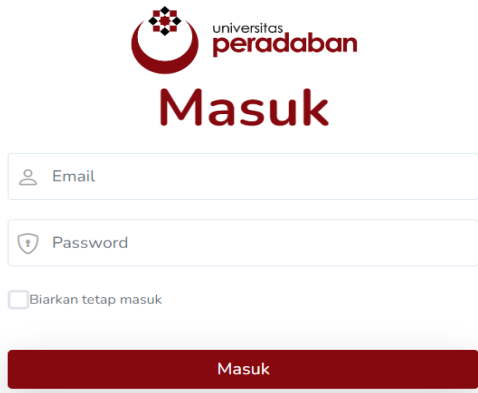 universitas
peradaban
Masuk
Email
Password
Biarkan tetap masuk
Masuk